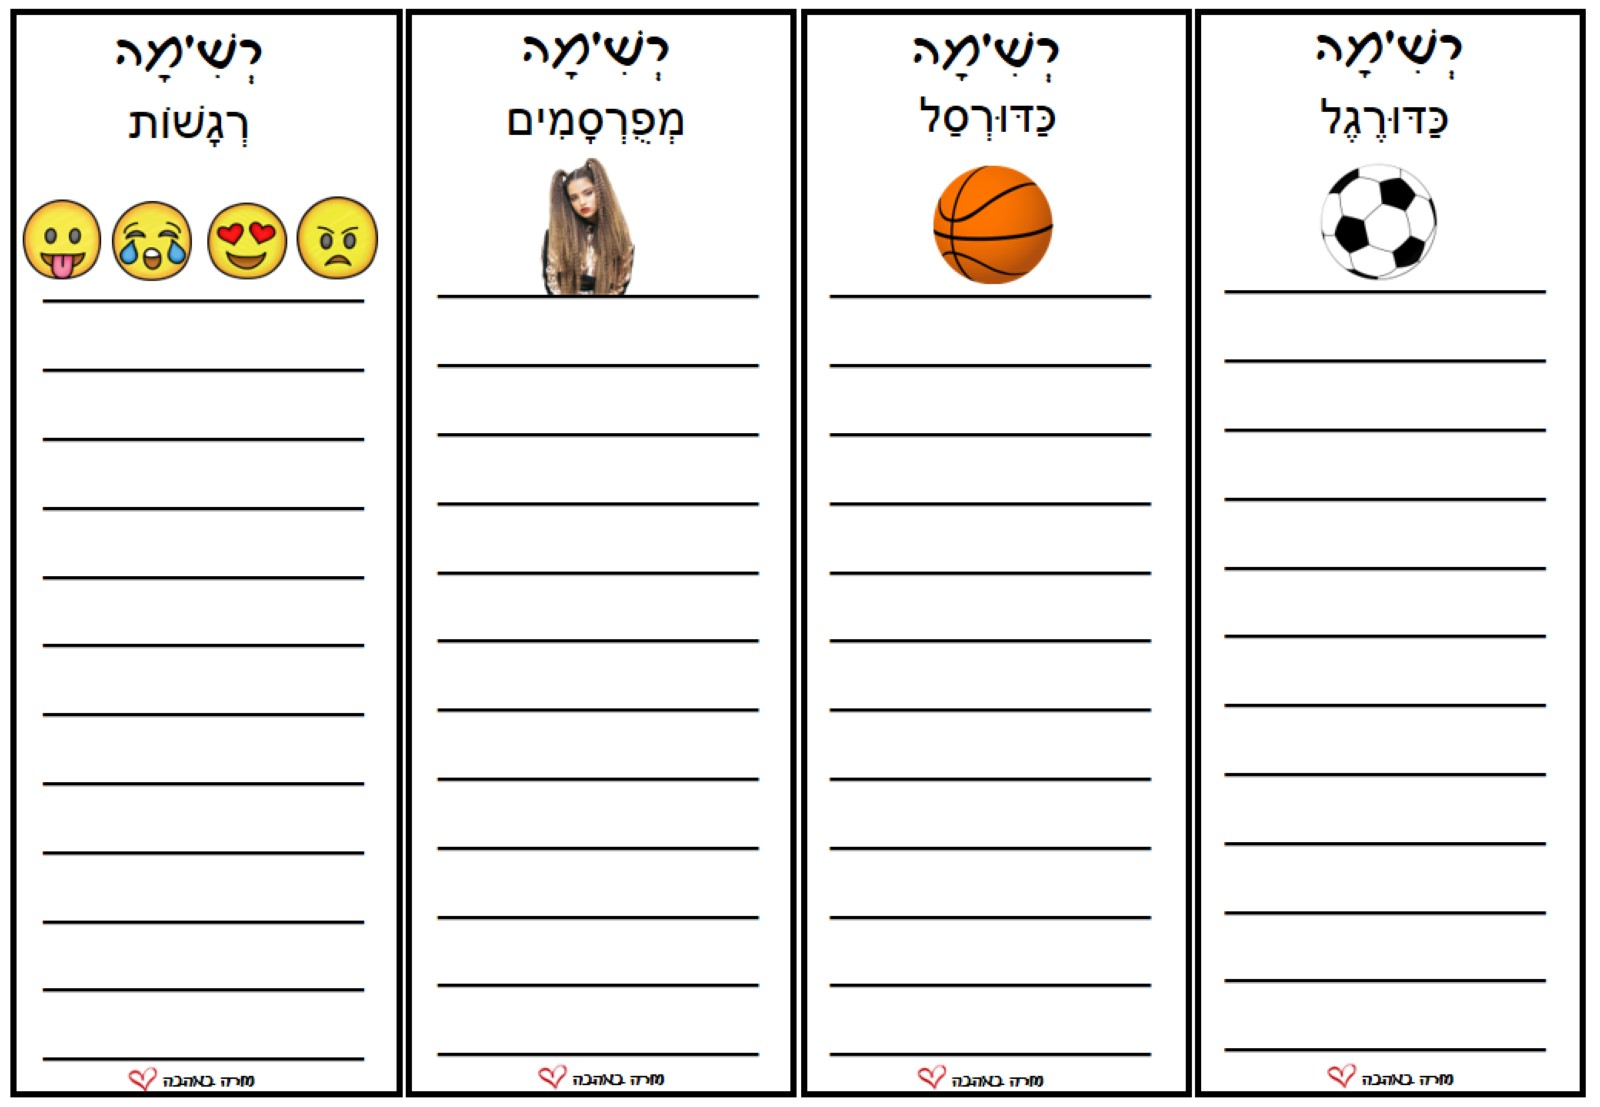 רְשִׁימָה
כַּדּוּרֶגֶל
מורה באהבה
רְשִׁימָה
כַּדּוּרְסַל
מורה באהבה
רְשִׁימָה
מְפֻרְסָמִים
מורה באהבה
רְשִׁימָה
רְגָשׁוֹת
מורה באהבה